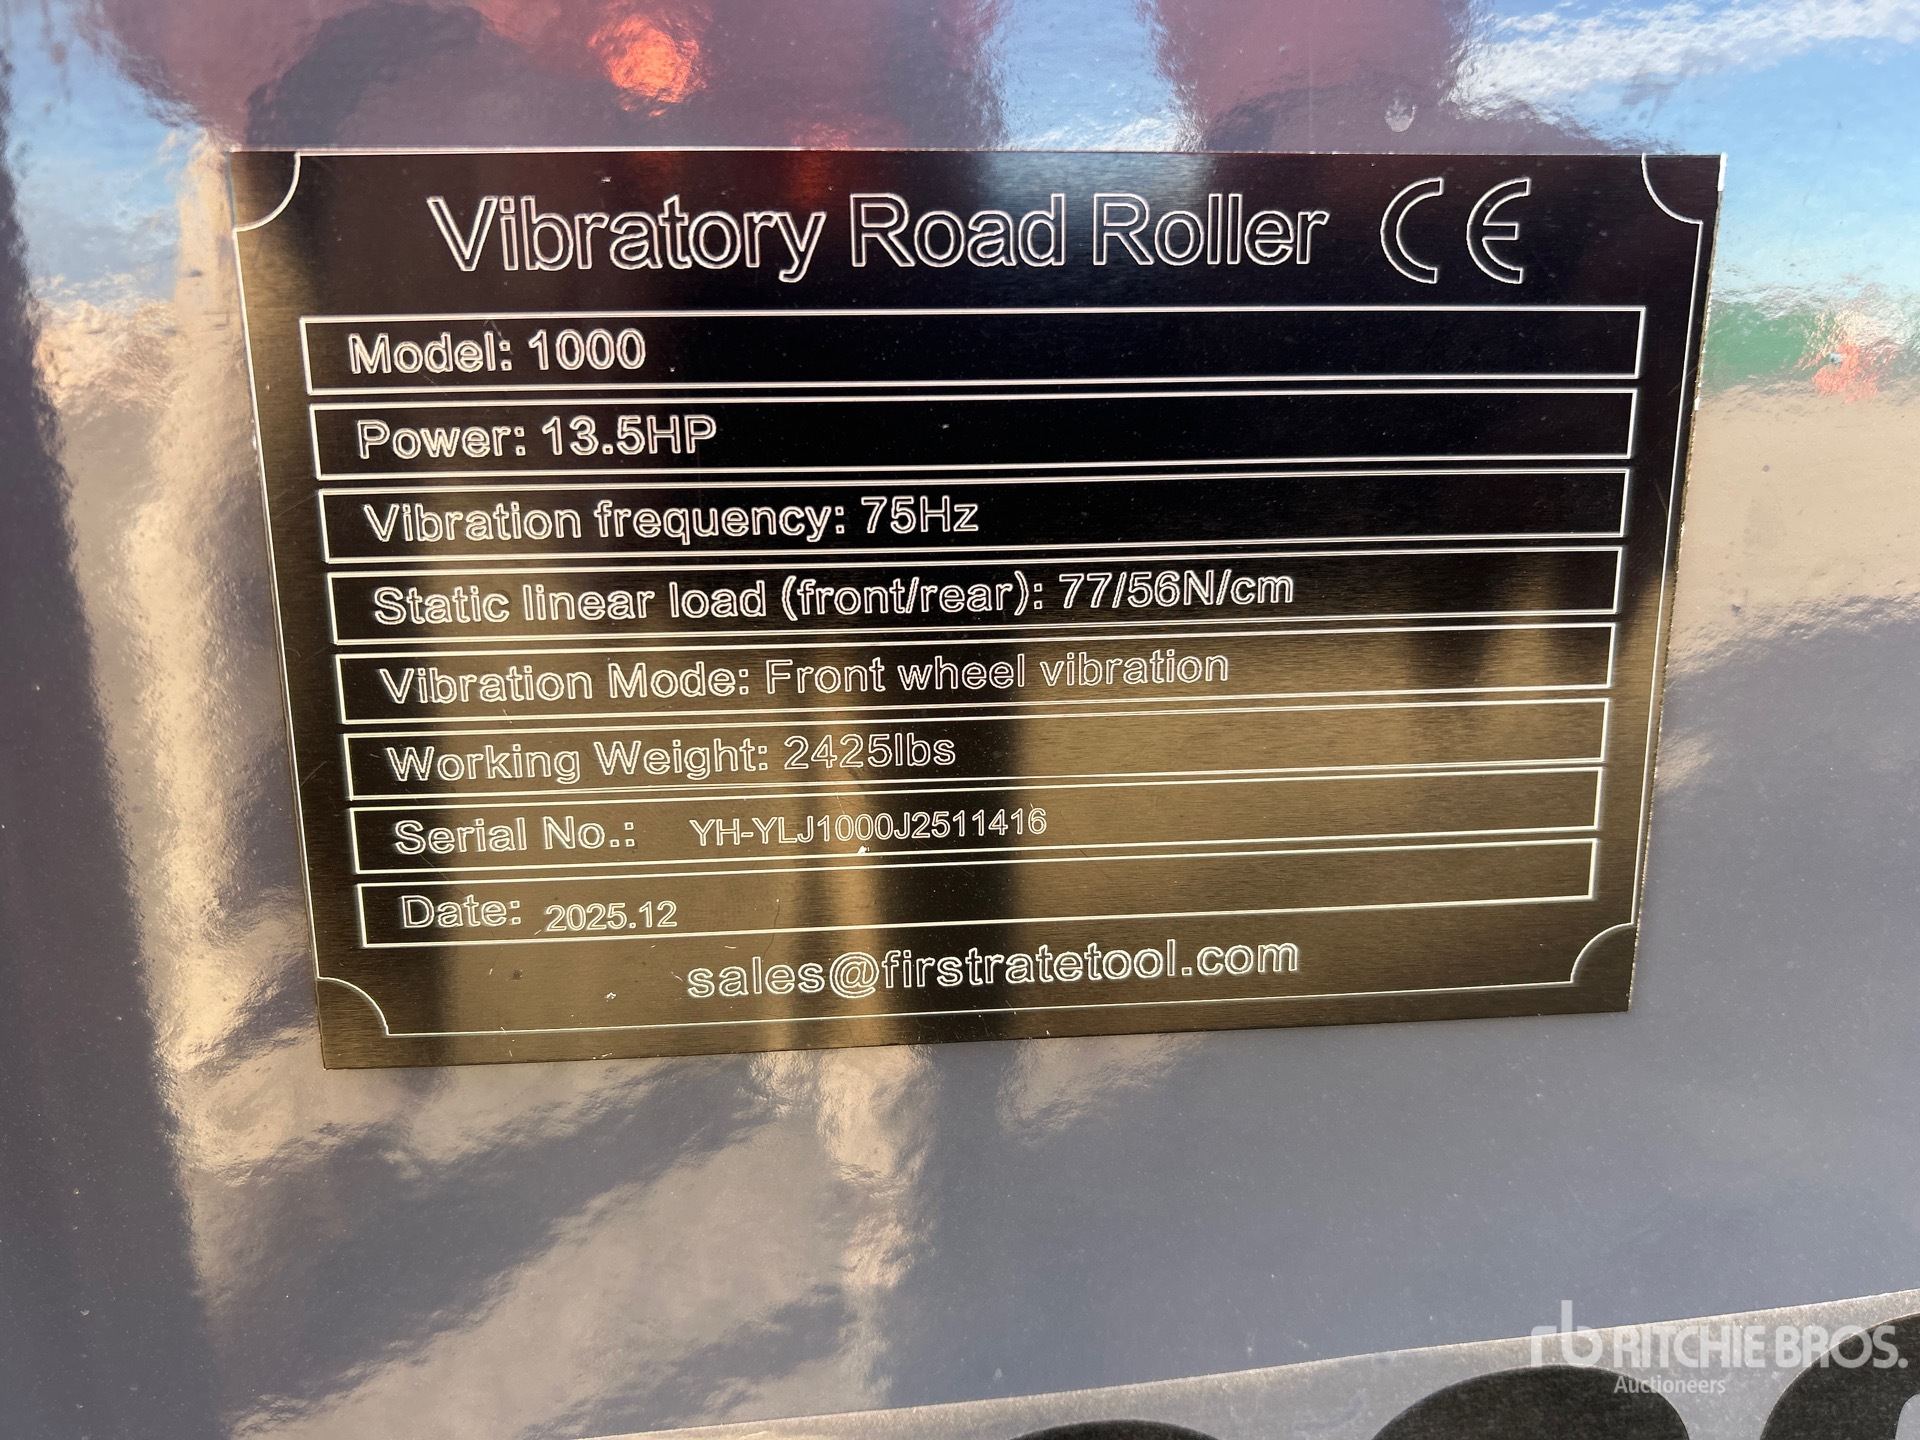 Vibratory Road Roller CE
Model: 1000
Power: 13.5HP
Vibration frequency: 75Hz
Static linear load (front/rear): 77/56N/cm
Vibration Mode: Front wheel vibration
Working Weight: 2425lbs
Serial No.: YH-YLJ1000J2511416
Date: 2025.12
sales@firstratetool.com
rb RITCHIE BROS.
Auctioneers